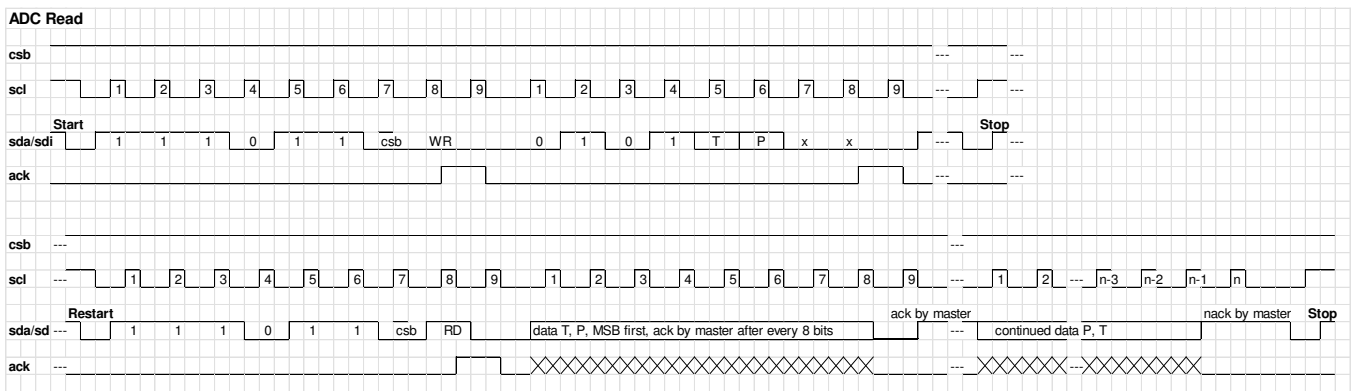 ADC Read
csb --- ---
scl 1 2 3 4 5 6 7 8 9 1 2 3 4 5 6 7 8 9 --- ---
Start Stop
sda/sdi 1 1 1 0 1 1 csb WR 0 1 0 1 T P x x --- ---
ack --- ---
csb --- ---
scl --- 1 2 3 4 5 6 7 8 9 1 2 3 4 5 6 7 8 9 --- 1 2 --- n-3 n-2 n-1 n
Restart ack by master nack by master Stop
sda/sd --- 1 1 1 0 1 1 csb RD data T, P, MSB first, ack by master after every 8 bits --- continued data P, T
ack --- --- ---